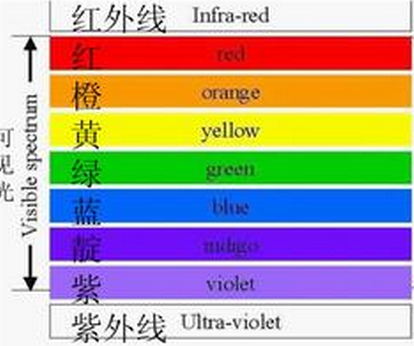 红外线 Infra-red
红 red
橙 orange
黄 yellow
绿 green
蓝 blue
靛 indigo
紫 violet
紫外线 Ultra-violet
可见光
Visible spectrum